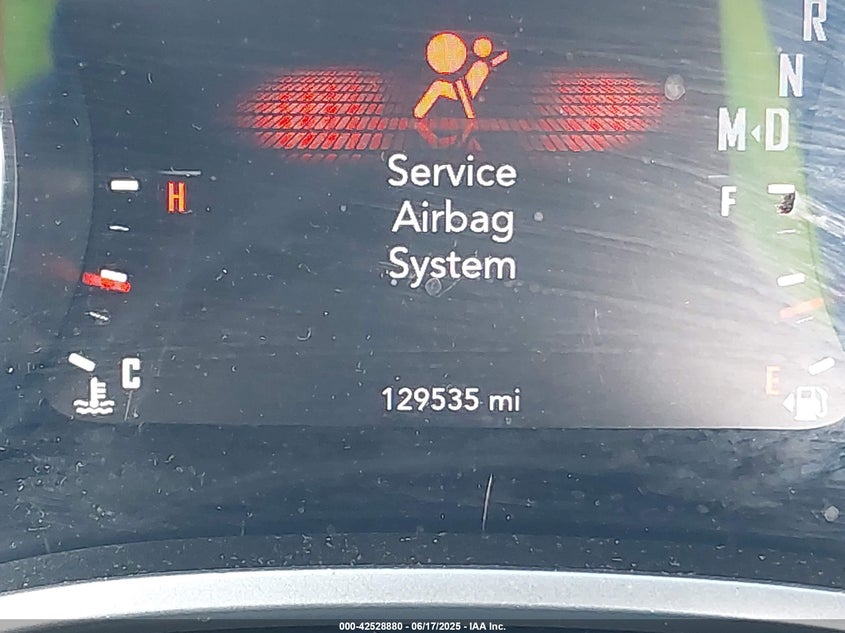 R
N
M◂D
H
F
Service
Airbag
System
C
E
129535 mi
000-42528880 - 06/17/2025 - IAA Inc.